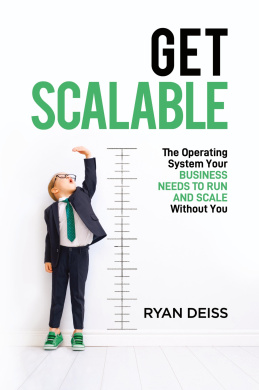 GET
SCALABLE
The Operating
System Your
BUSINESS
NEEDS TO RUN
AND SCALE
Without You
RYAN DEISS